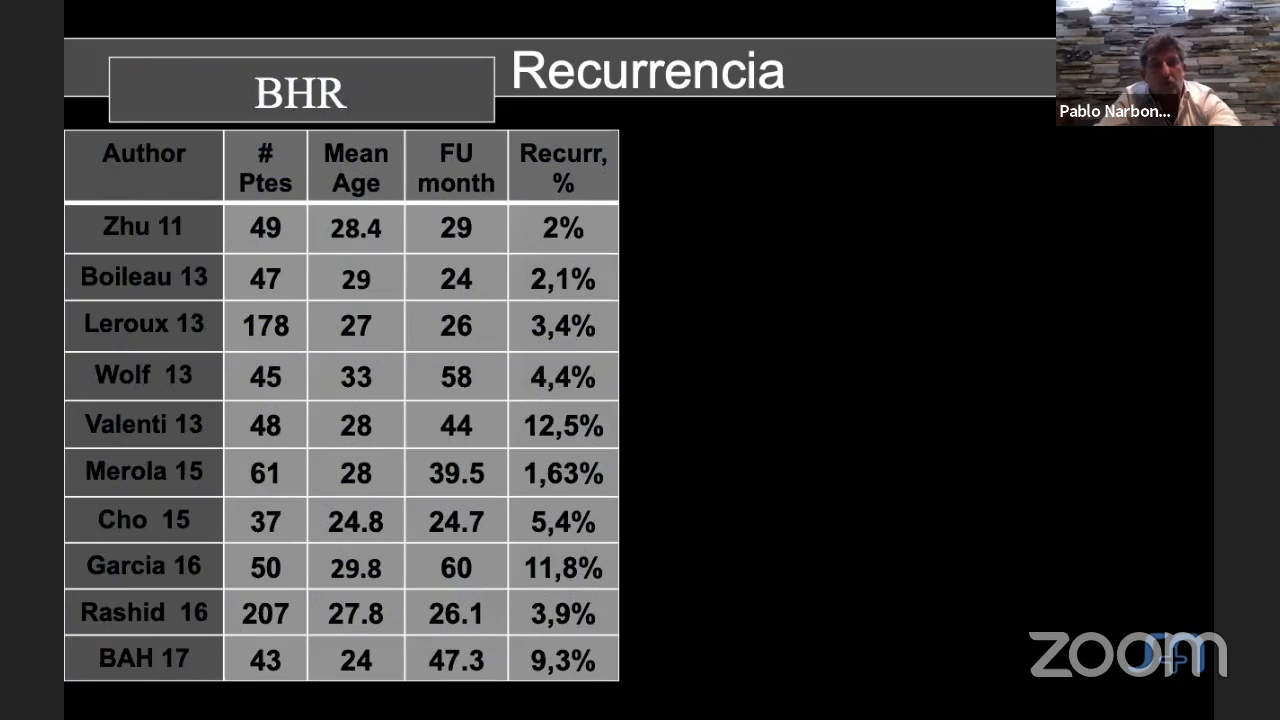 BHR
Recurrencia
Pablo Narbon...
Author # Ptes Mean Age FU month Recurr, %
Zhu 11 49 28.4 29 2%
Boileau 13 47 29 24 2,1%
Leroux 13 178 27 26 3,4%
Wolf 13 45 33 58 4,4%
Valenti 13 48 28 44 12,5%
Merola 15 61 28 39.5 1,63%
Cho 15 37 24.8 24.7 5,4%
Garcia 16 50 29.8 60 11,8%
Rashid 16 207 27.8 26.1 3,9%
BAH 17 43 24 47.3 9,3%
zoom